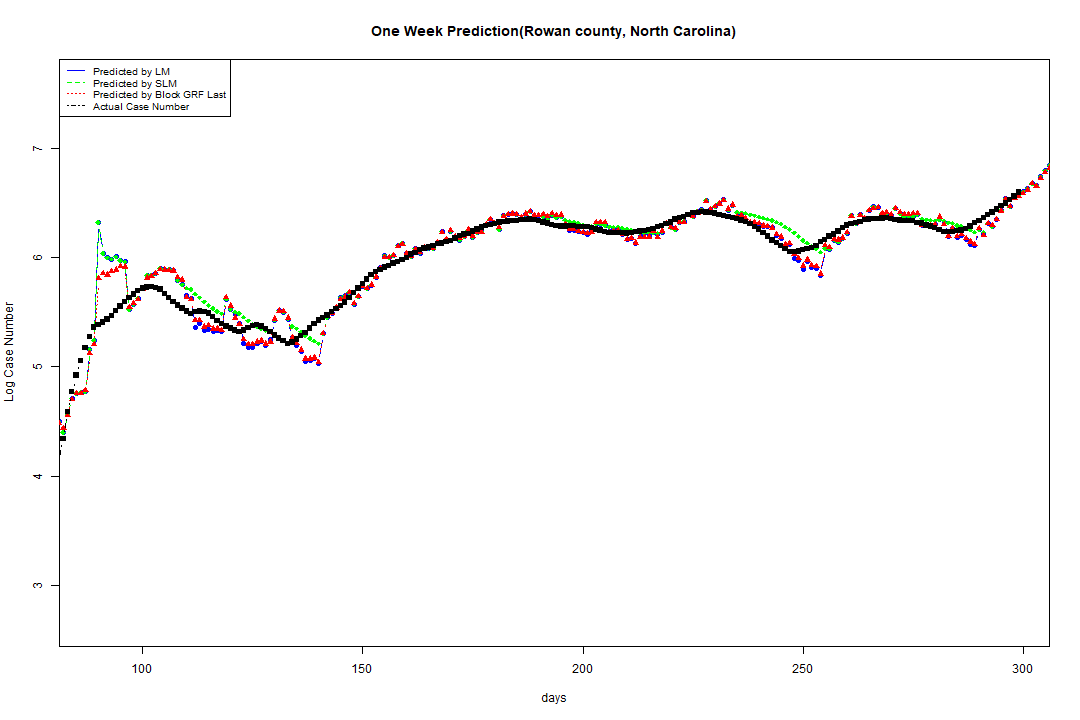 One Week Prediction(Rowan county, North Carolina)
Predicted by LM
Predicted by SLM
Predicted by Block GRF Last
Actual Case Number
7
6
5
4
3
Log Case Number
100 150 200 250 300
days